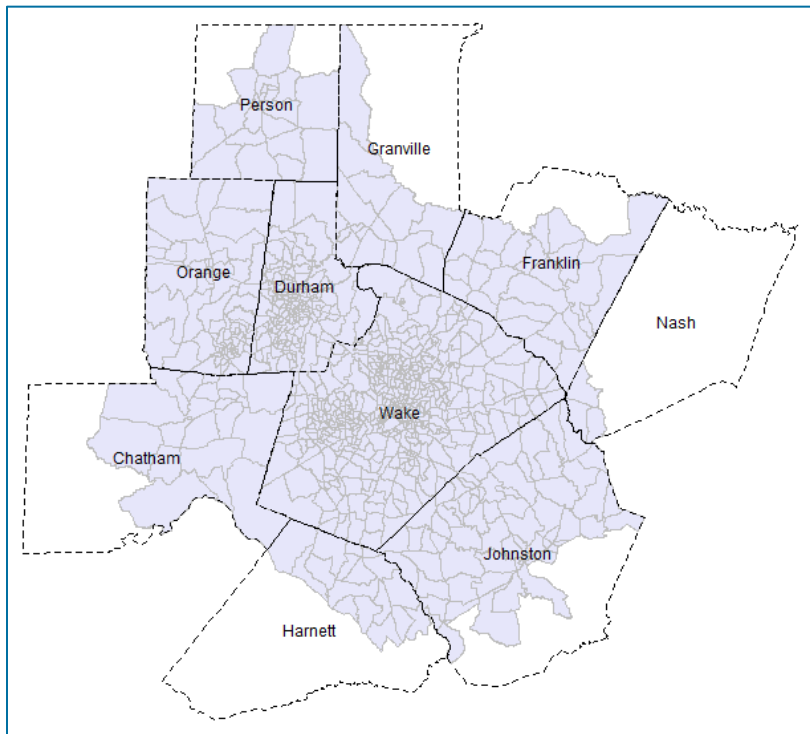 Person
Granville
Orange
Durham
Franklin
Nash
Wake
Chatham
Johnston
Harnett